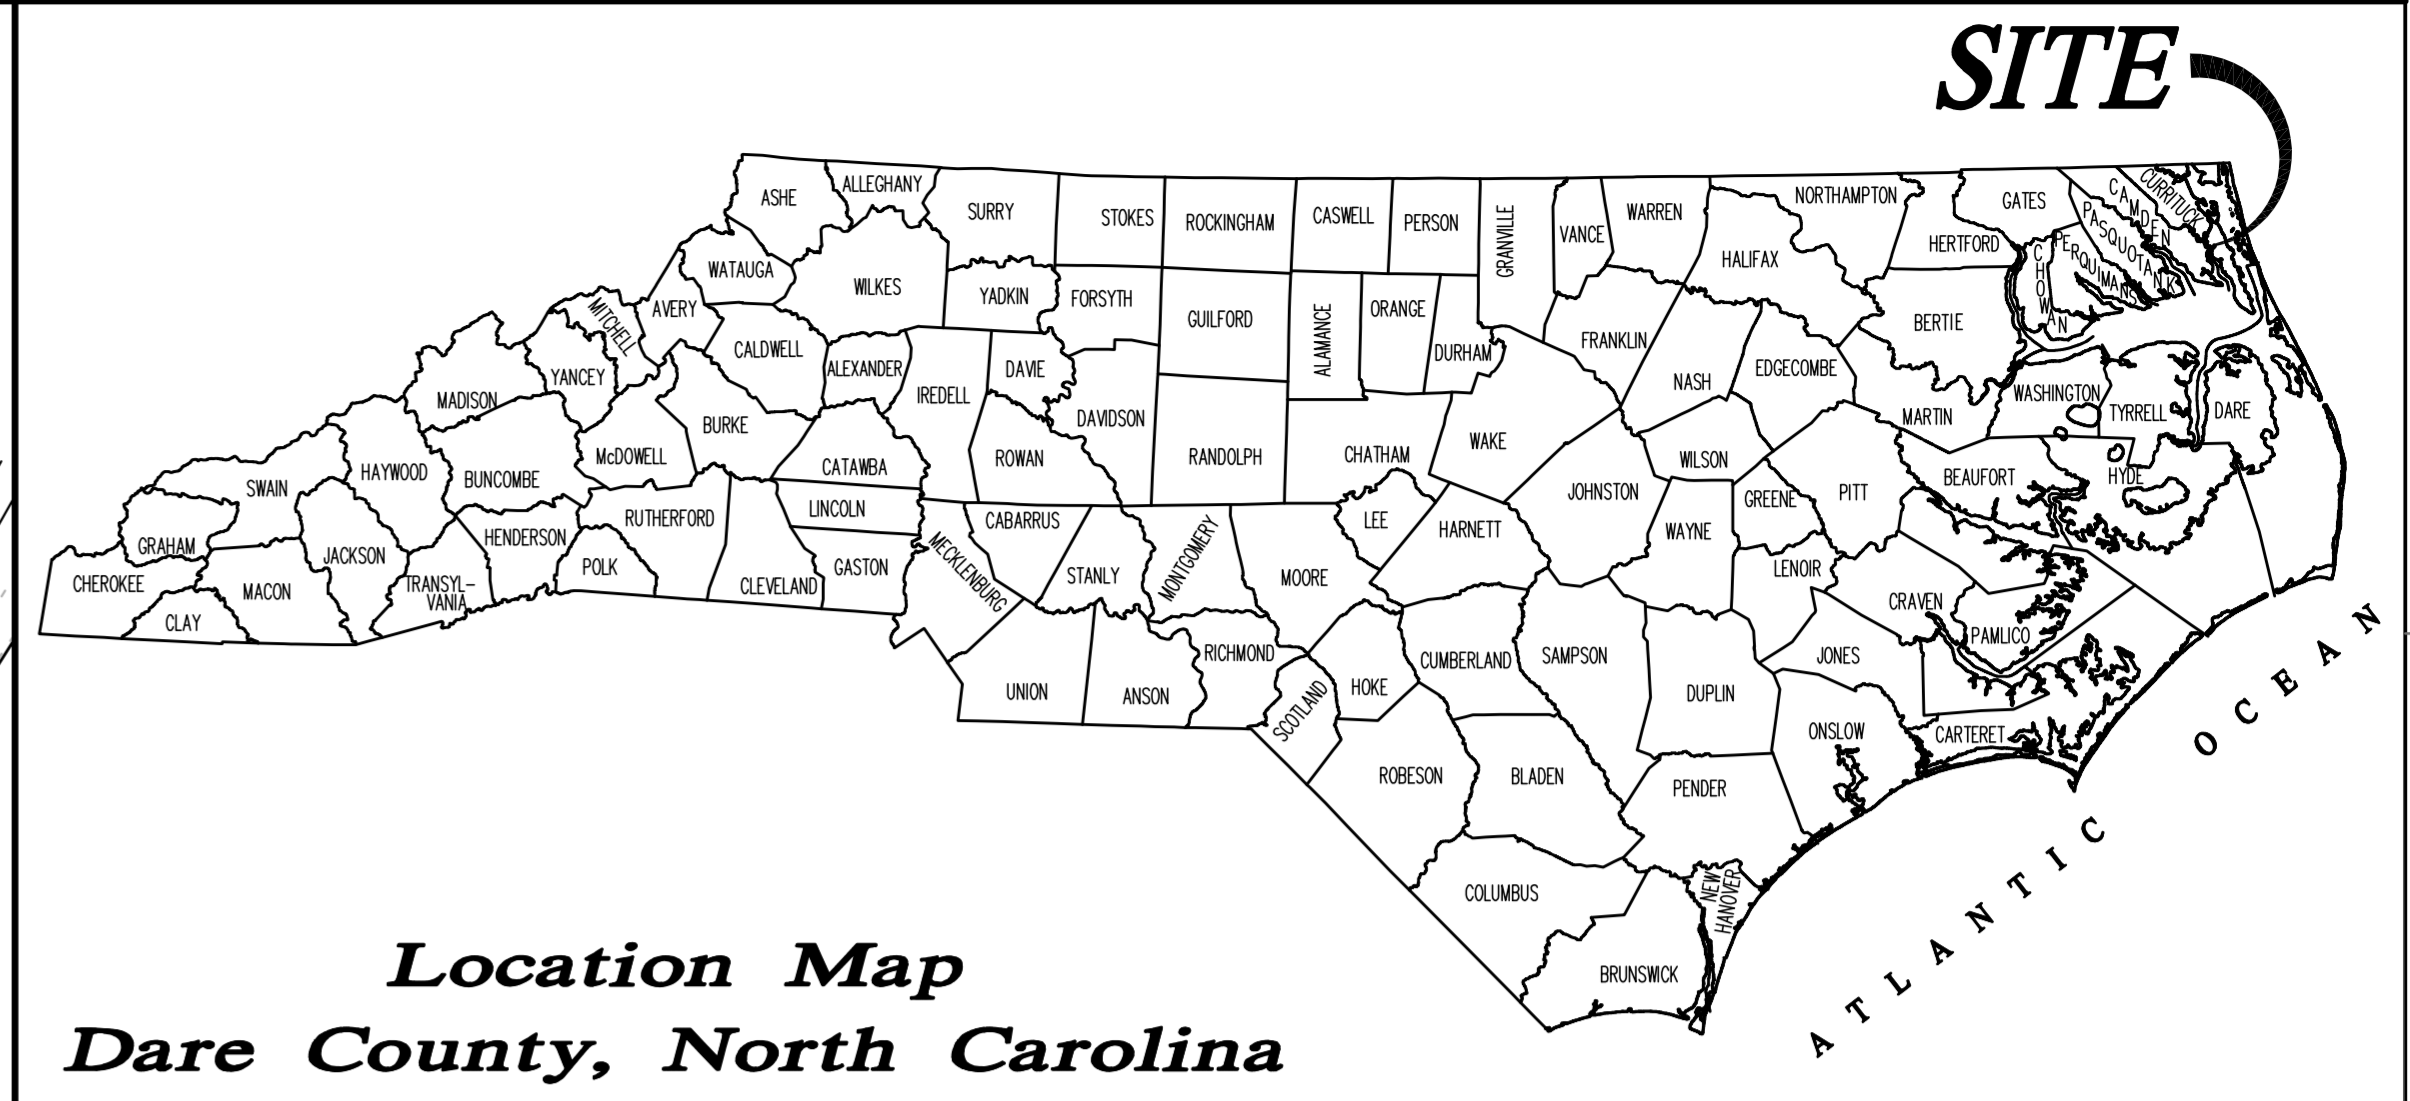 SITE
ASHE
ALLEGHANY
SURRY
STOKES
ROCKINGHAM
CASWELL
PERSON
GRANVILLE
VANCE
WARREN
NORTHAMPTON
HALIFAX
HERTFORD
GATES
CAMDEN
CURRITUCK
PASQUOTANK
PERQUIMANS
CHOWAN
WATAUGA
WILKES
YADKIN
FORSYTH
GUILFORD
ALAMANCE
ORANGE
DURHAM
FRANKLIN
NASH
EDGECOMBE
BERTIE
MITCHELL
AVERY
CALDWELL
ALEXANDER
IREDELL
DAVIE
DAVIDSON
RANDOLPH
CHATHAM
WAKE
WILSON
MARTIN
WASHINGTON
TYRRELL
DARE
MADISON
YANCEY
BURKE
McDOWELL
CATAWBA
ROWAN
JOHNSTON
GREENE
PITT
BEAUFORT
HYDE
SWAIN
HAYWOOD
BUNCOMBE
RUTHERFORD
LINCOLN
CABARRUS
LEE
HARNETT
WAYNE
LENOIR
GRAHAM
CHEROKEE
CLAY
MACON
JACKSON
TRANSYL-
VANIA
HENDERSON
POLK
CLEVELAND
GASTON
MECKLENBURG
STANLY
MONTGOMERY
MOORE
CRAVEN
PAMLICO
UNION
ANSON
RICHMOND
SCOTLAND
HOKE
CUMBERLAND
SAMPSON
DUPLIN
JONES
ONSLOW
CARTERET
ROBESON
BLADEN
PENDER
COLUMBUS
NEW
HANOVER
BRUNSWICK
ATLANTIC OCEAN
Location Map
Dare County, North Carolina